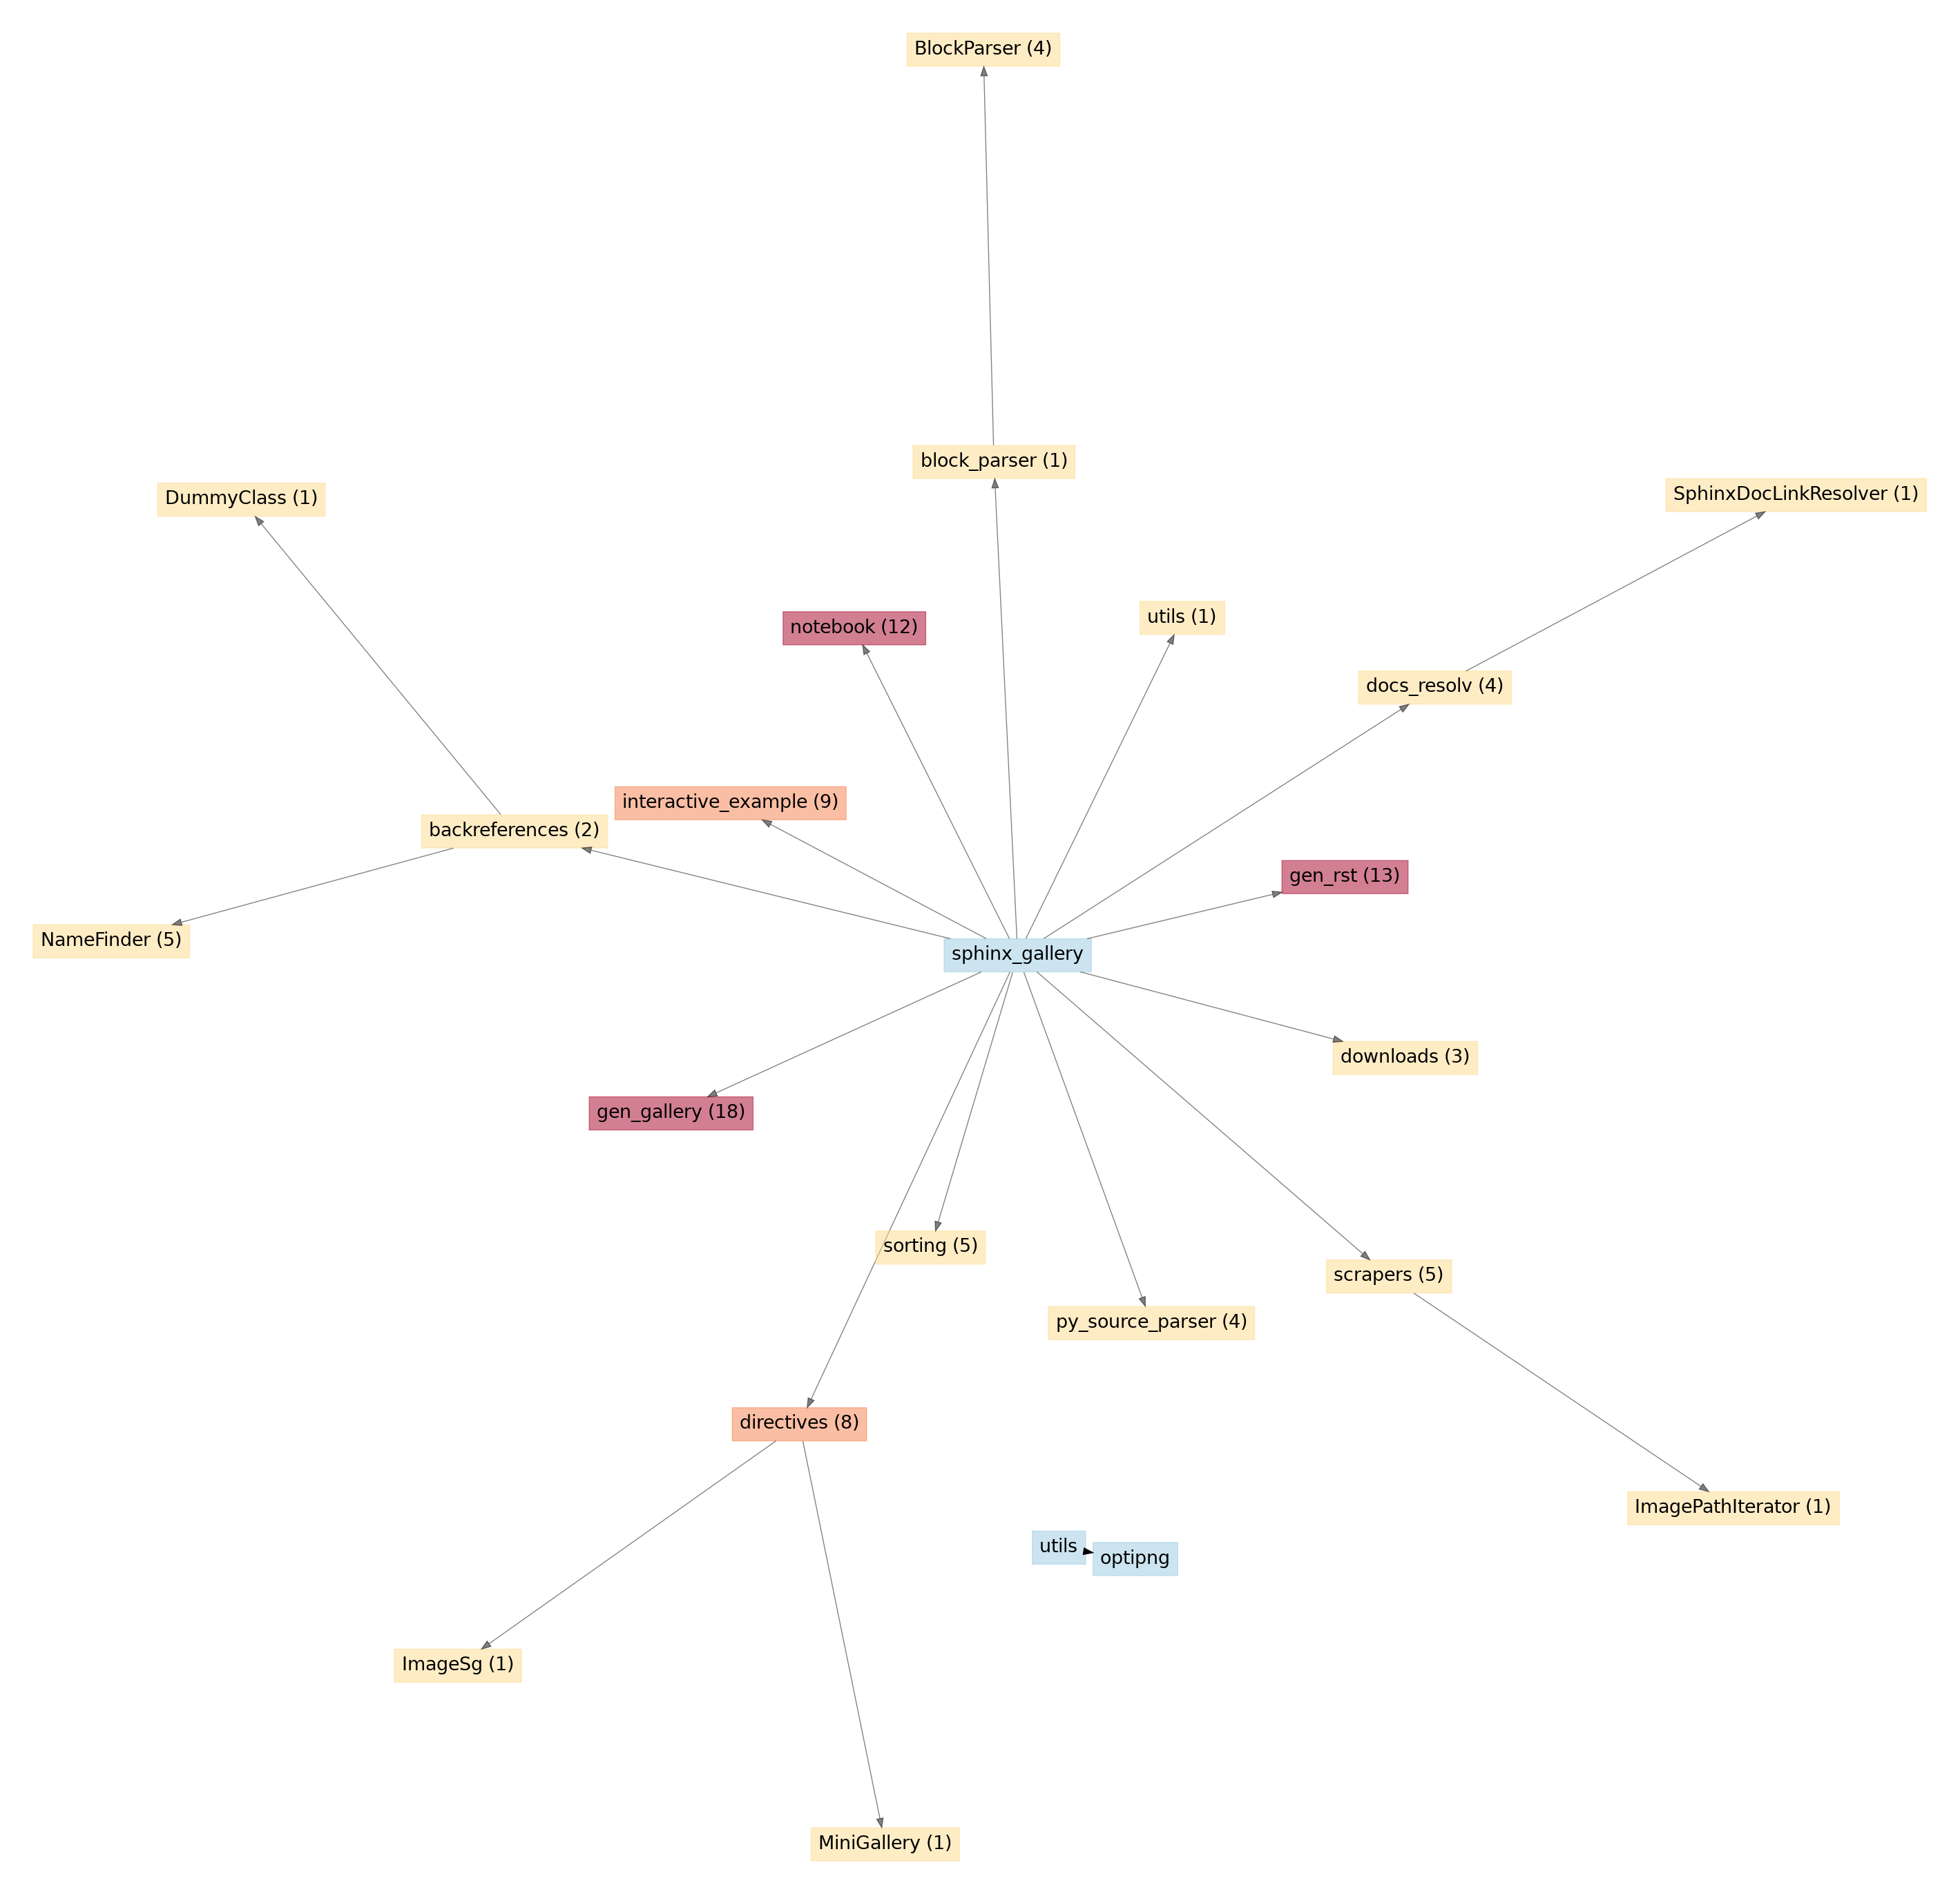 BlockParser (4)
block_parser (1)
DummyClass (1)
SphinxDocLinkResolver (1)
notebook (12)
utils (1)
docs_resolv (4)
interactive_example (9)
backreferences (2)
gen_rst (13)
NameFinder (5)
sphinx_gallery
downloads (3)
gen_gallery (18)
sorting (5)
scrapers (5)
py_source_parser (4)
directives (8)
ImagePathIterator (1)
utils
optipng
ImageSg (1)
MiniGallery (1)